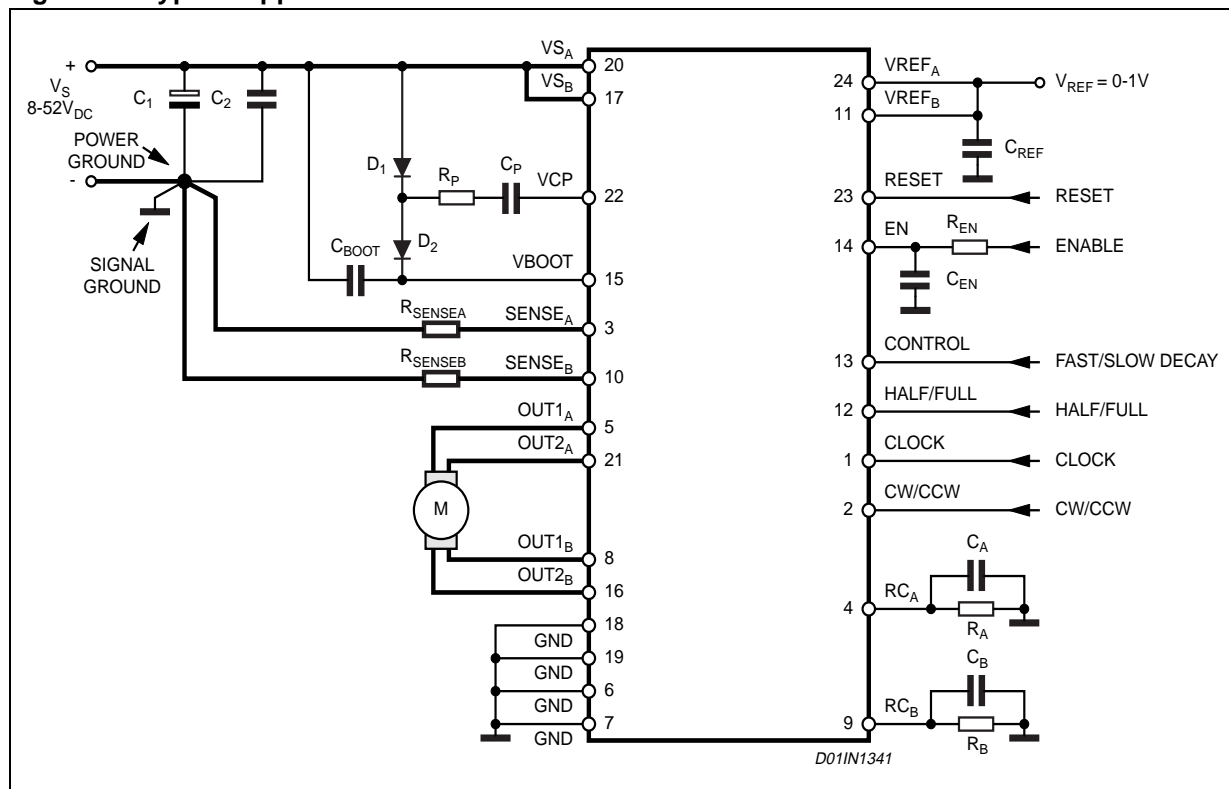 VSA
+ 20 VREFA
VS VSB 24 VREF = 0-1V
8-52VDC C1 C2 17 VREFB
11
POWER
GROUND CREF
D1 RP CP VCP RESET
- 22 23 RESET
EN REN
CBOOT D2 14 ENABLE
SIGNAL
GROUND VBOOT CEN
15
RSENSEA SENSEA
3 CONTROL
13 FAST/SLOW DECAY
RSENSEB SENSEB
10 HALF/FULL
12 HALF/FULL
OUT1A
5 CLOCK
OUT2A
21 1 CLOCK
CW/CCW
M 2 CW/CCW
OUT1B
8 CA
OUT2B
16 RCA
4
18 RA
GND
19 CB
GND
6 RCB
GND
7 9
GND RB
D01IN1341